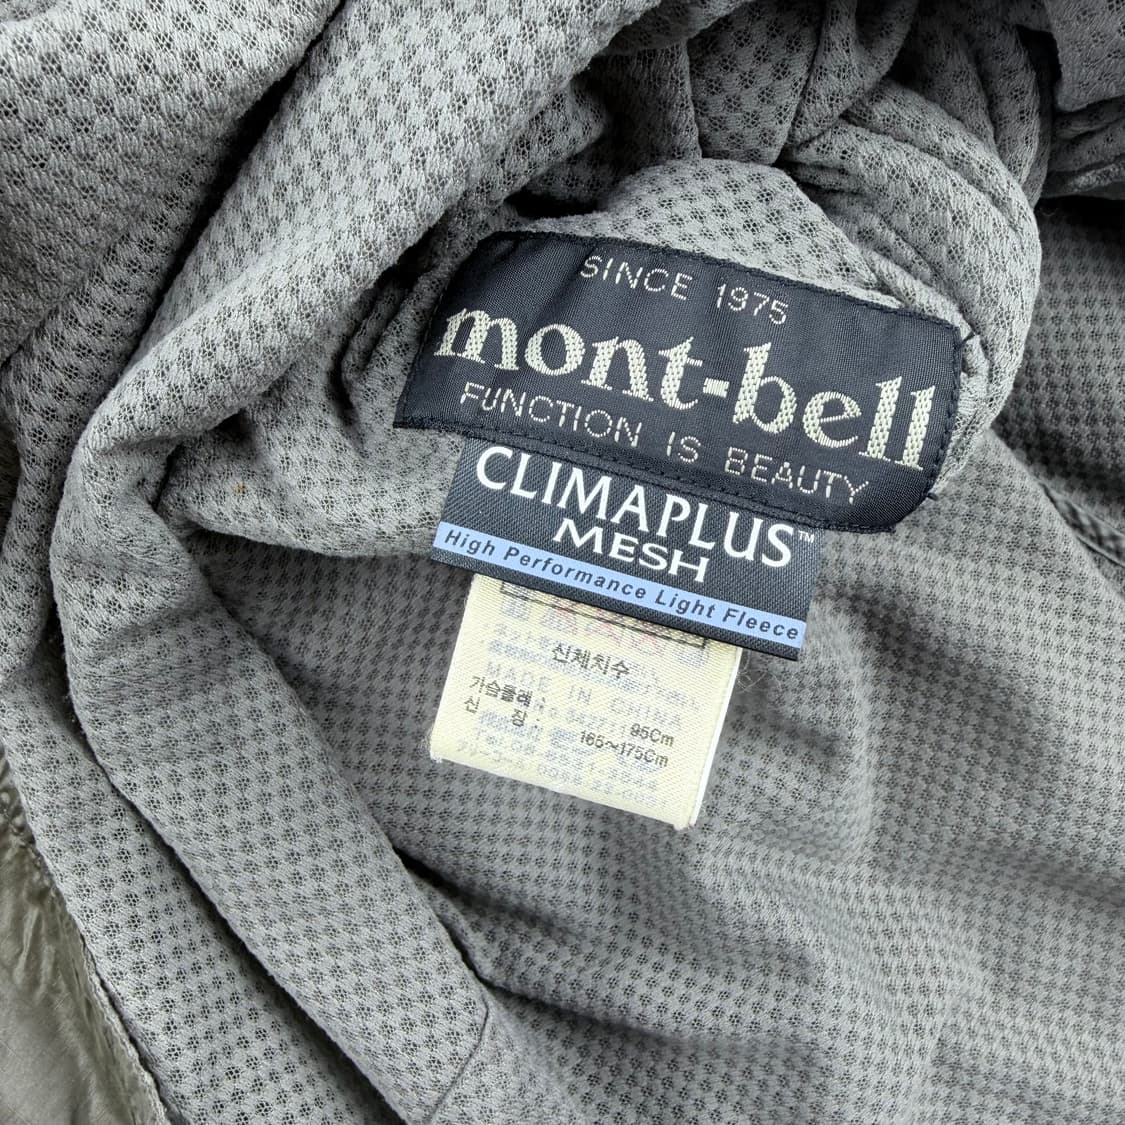 SINCE 1975
mont-bell
FUNCTION IS BEAUTY
CLIMAPLUS™
MESH
High Performance Light Fleece
신체치수
MADE IN CHINA
가슴둘레 : 95Cm
신 장 : 165~175Cm